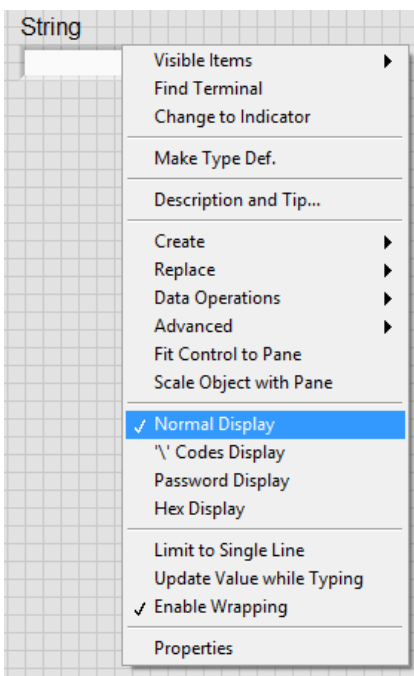 String
Visible Items
Find Terminal
Change to Indicator
Make Type Def.
Description and Tip...
Create
Replace
Data Operations
Advanced
Fit Control to Pane
Scale Object with Pane
Normal Display
'\' Codes Display
Password Display
Hex Display
Limit to Single Line
Update Value while Typing
Enable Wrapping
Properties